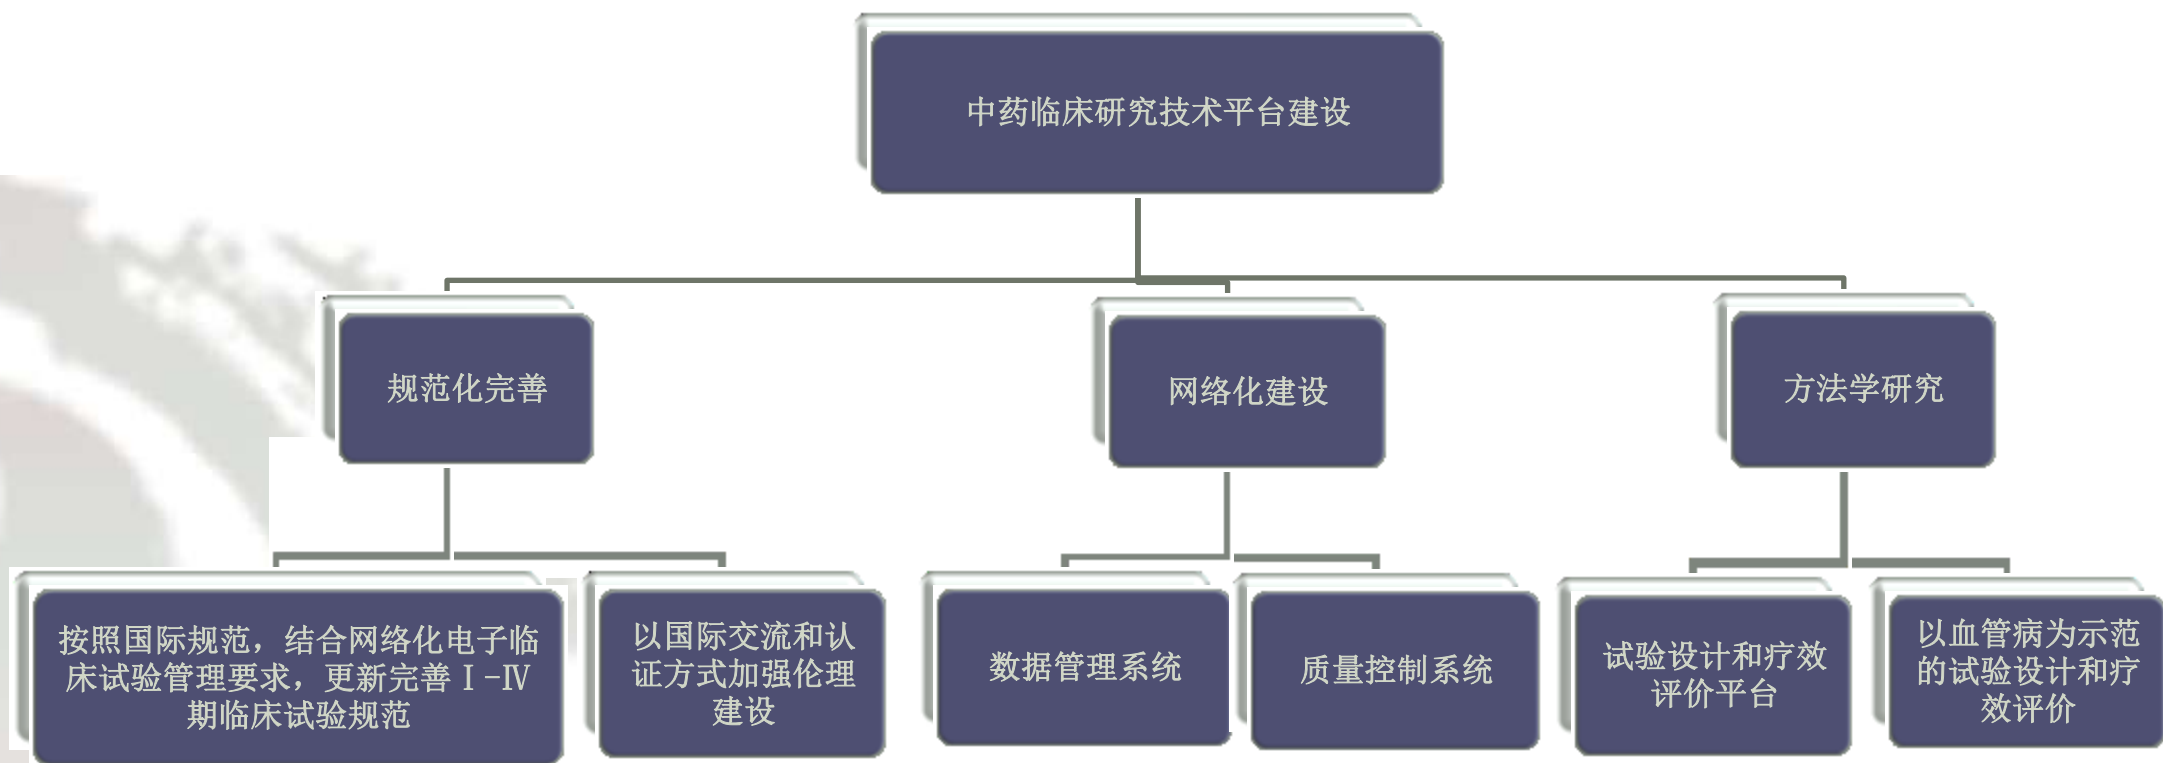 中药临床研究技术平台建设
规范化完善
网络化建设
方法学研究
按照国际规范，结合网络化电子临
床试验管理要求，更新完善Ⅰ-Ⅳ
期临床试验规范
以国际交流和认
证方式加强伦理
建设
数据管理系统
质量控制系统
试验设计和疗效
评价平台
以血管病为示范
的试验设计和疗
效评价